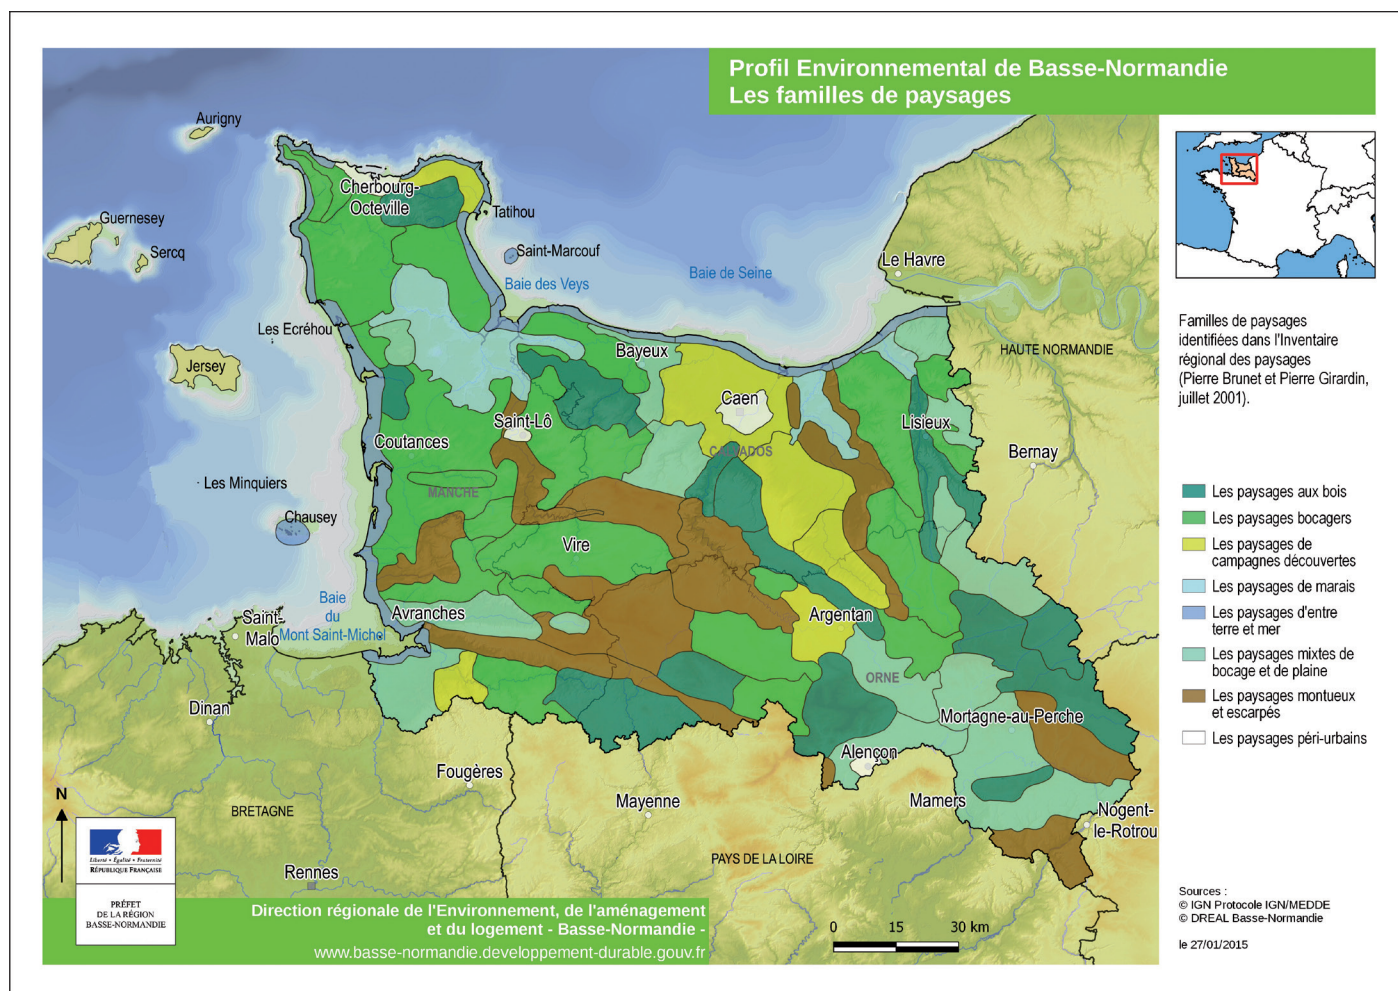 Profil Environnemental de Basse-Normandie
Les familles de paysages
Aurigny
Cherbourg-
Octeville
Guernesey
Sercq
Tatihou
Saint-Marcouf
Baie des Veys
Baie de Seine
Le Havre
Les Ecréhou
Jersey
Bayeux
HAUTE NORMANDIE
Caen
Saint-Lô
Lisieux
Coutances
CALVADOS
Bernay
Les Minquiers
MANCHE
Chausey
Vire
Baie
du
Mont Saint-Michel
Saint-
Malo
Avranches
Argentan
ORNE
Dinan
Mortagne-au-Perche
Alençon
Fougères
Mayenne
Mamers
Nogent-
le-Rotrou
BRETAGNE
PAYS DE LA LOIRE
Rennes
Familles de paysages
identifiées dans l'Inventaire
régional des paysages
(Pierre Brunet et Pierre Girardin,
juillet 2001).
Les paysages aux bois
Les paysages bocagers
Les paysages de
campagnes découvertes
Les paysages de marais
Les paysages d'entre
terre et mer
Les paysages mixtes de
bocage et de plaine
Les paysages montueux
et escarpés
Les paysages péri-urbains
N
Liberté • Égalité • Fraternité
RÉPUBLIQUE FRANÇAISE
PRÉFET
DE LA RÉGION
BASSE-NORMANDIE
Direction régionale de l'Environnement, de l'aménagement
et du logement - Basse-Normandie -
www.basse-normandie.developpement-durable.gouv.fr
0 15 30 km
Sources :
© IGN Protocole IGN/MEDDE
© DREAL Basse-Normandie
le 27/01/2015